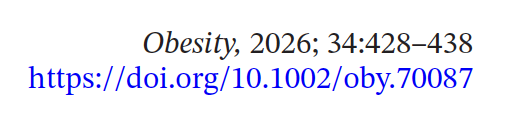 Obesity, 2026; 34:428–438
https://doi.org/10.1002/oby.70087